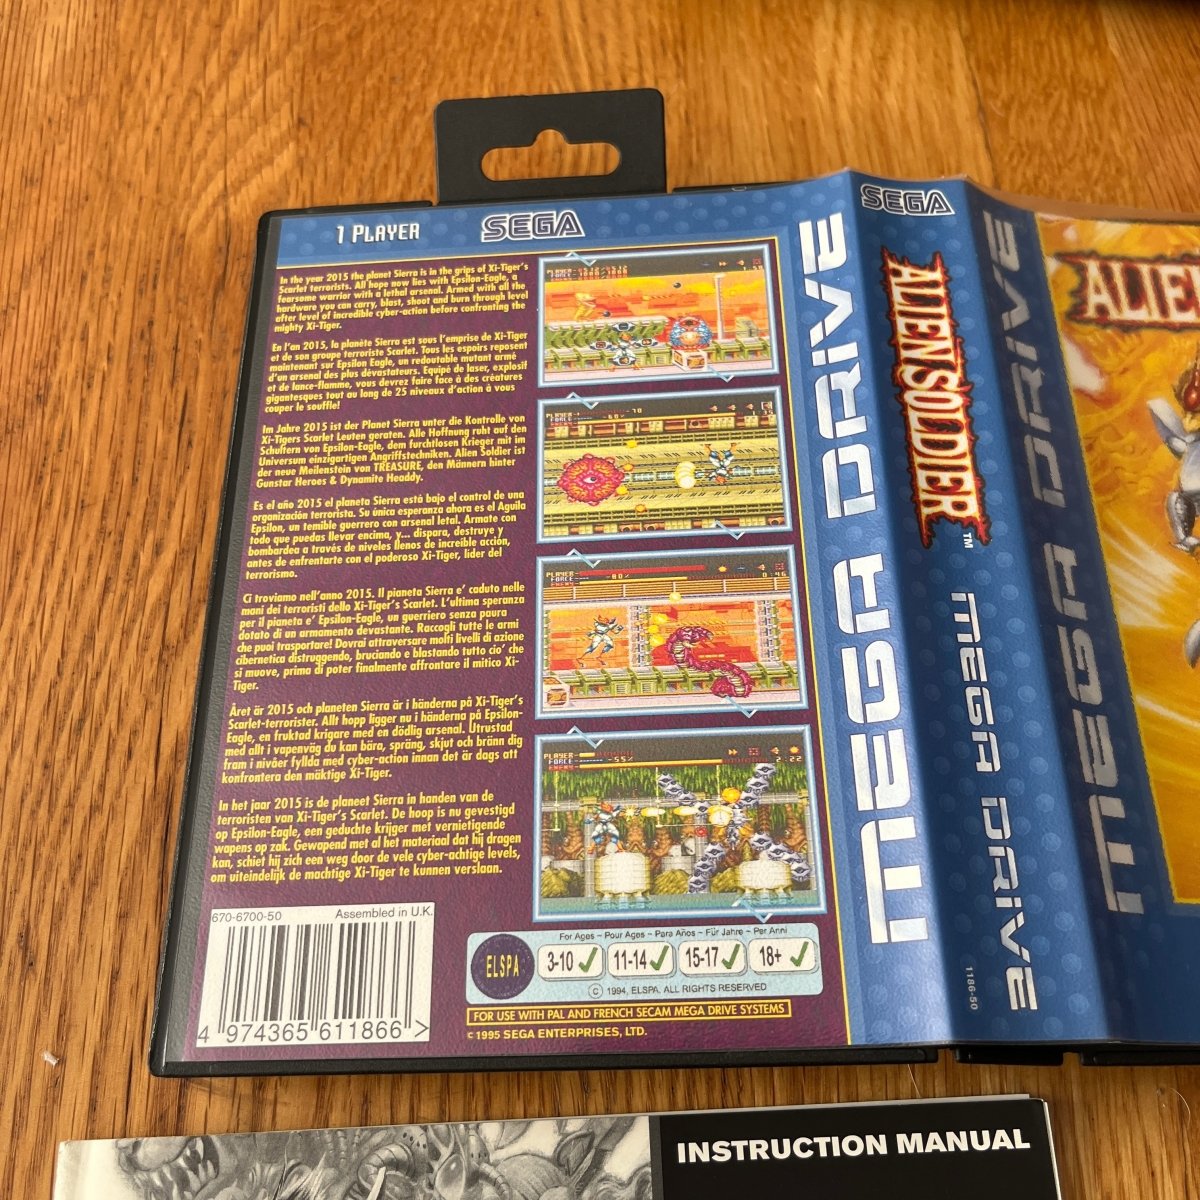 1 PLAYER
SEGA
In the year 2015 the planet Sierra is in the grips of Xi-Tiger's
Scarlet terrorists. All hope now lies with Epsilon-Eagle, a
fearsome warrior with a lethal arsenal. Armed with all the
hardware you can carry, blast, shoot and burn through level
after level of incredible cyber-action before confronting the
mighty Xi-Tiger.
En l'an 2015, la planète Sierra est sous l'emprise de Xi-Tiger
et de son groupe terroriste Scarlet. Tous les espoirs reposent
maintenant sur Epsilon Eagle, un redoutable mutant armé
d'un arsenal des plus dévastateurs. Equipé de laser, explosif
et de lance-flamme, vous devrez faire face à des créatures
gigantesques tout au long de 25 niveaux d'action à vous
couper le souffle!
Im Jahre 2015 ist der Planet Sierra unter die Kontrolle von
Xi-Tigers Scarlet Leuten geraten. Alle Hoffnung ruht auf den
Schultern von Epsilon-Eagle, dem furchtlosen Krieger mit im
Universum einzigartigen Angriffstechniken. Alien Soldier ist
der neue Meilenstein von TREASURE, den Männern hinter
Gunstar Heroes & Dynamite Headdy.
Es el año 2015 el planeta Sierra está bajo el control de una
organización terrorista. Su única esperanza ahora es el Aguila
Epsilon, un temible guerrero con arsenal letal. Armate con
todo que puedas llevar encima, y... dispara, destruye y
bombardea a través de niveles llenos de increible acción,
antes de enfrentarte con el poderoso Xi-Tiger, lider del
terrorismo.
Ci troviamo nell'anno 2015. Il pianeta Sierra e' caduto nelle
mani dei terroristi dello Xi-Tiger's Scarlet. L'ultima speranza
per il pianeta e' Epsilon-Eagle, un guerriero senza paura
dotato di un armamento devastante. Raccogli tutte le armi
che puoi trasportare! Dovrai attraversare molti livelli di azione
cibernetica distruggendo, bruciando e blastando tutto cio' che
si muove, prima di poter finalmente affrontare il mitico Xi-
Tiger.
Året är 2015 och planeten Sierra är i händerna på Xi-Tiger's
Scarlet-terrorister. Allt hopp ligger nu i händerna på Epsilon-
Eagle, en fruktad krigare med en dödlig arsenal. Utrustad
med allt i vapenväg du kan bära, spräng, skjut och bränn dig
fram i nivåer fyllda med cyber-action innan det är dags att
konfrontera den mäktige Xi-Tiger.
In het jaar 2015 is de planeet Sierra in handen van de
terroristen van Xi-Tiger's Scarlet. De hoop is nu gevestigd
op Epsilon-Eagle, een geduchte krijger met vernietigende
wapens op zak. Gewapend met al het materiaal dat hij dragen
kan, schiet hij zich een weg door de vele cyber-achtige levels,
om uiteindelijk de machtige Xi-Tiger te kunnen verslaan.
670-6700-50 Assembled in U.K.
4 974365 611866 >
PLAYER
FORCE
PLAYER
FORCE -60%
PLAYER
FORCE -80%
0:46
PLAYER
FORCE -55%
2:22
For Ages ~ Pour Ages ~ Para Años ~ Für Jahre ~ Per Anni
ELSPA 3-10 11-14 15-17 18+
© 1994, ELSPA. ALL RIGHTS RESERVED
FOR USE WITH PAL AND FRENCH SECAM MEGA DRIVE SYSTEMS
© 1995 SEGA ENTERPRISES, LTD.
MEGA DRIVE
SEGA
ALIEN SOLDIER™
MEGA DRIVE
1186-50
MEGA DRIVE
ALIE
INSTRUCTION MANUAL